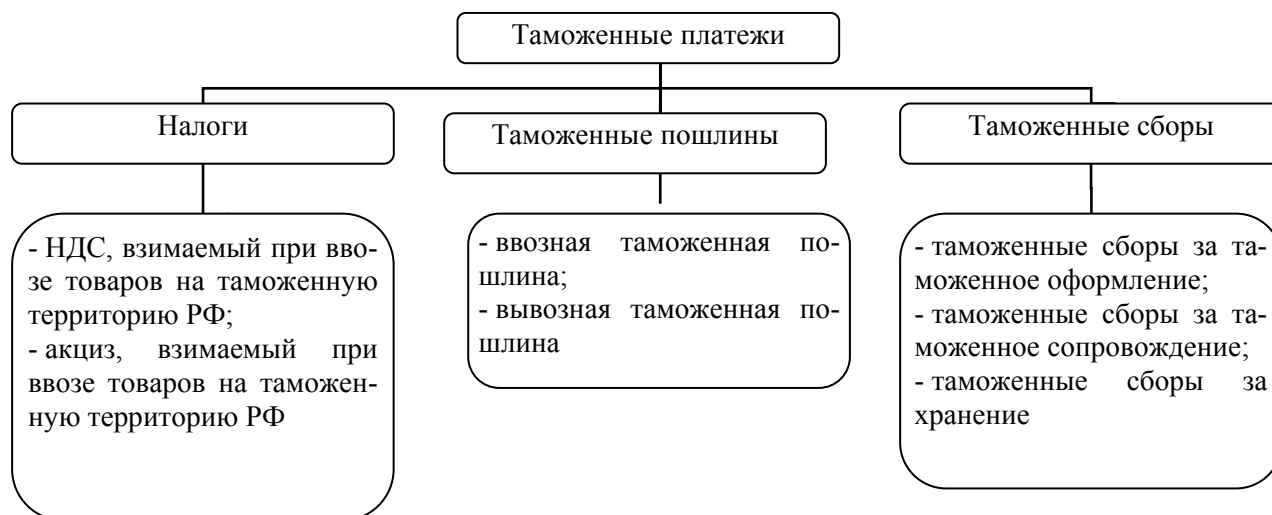 Таможенные платежи
Налоги
Таможенные пошлины
Таможенные сборы
- НДС, взимаемый при вво-
зе товаров на таможенную
территорию РФ;
- акциз, взимаемый при
ввозе товаров на таможен-
ную территорию РФ
- ввозная таможенная по-
шлина;
- вывозная таможенная по-
шлина
- таможенные сборы за та-
моженное оформление;
- таможенные сборы за та-
моженное сопровождение;
- таможенные сборы за
хранение